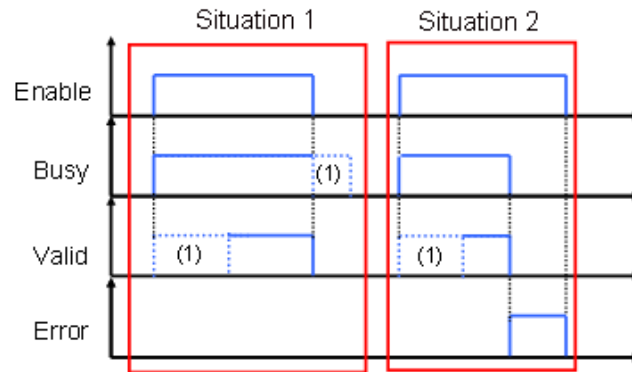 Situation 1
Situation 2
Enable
Busy
(1)
Valid
(1)
(1)
Error